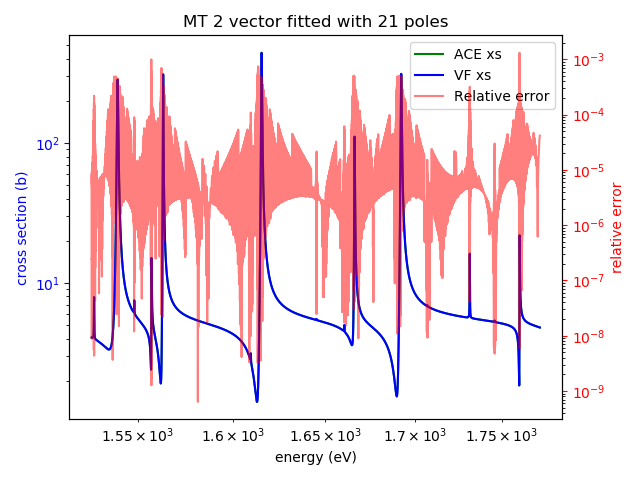 MT 2 vector fitted with 21 poles
ACE xs
VF xs
Relative error
cross section (b)
10²
10¹
relative error
10⁻³
10⁻⁴
10⁻⁵
10⁻⁶
10⁻⁷
10⁻⁸
10⁻⁹
1.55 × 10³
1.6 × 10³
1.65 × 10³
1.7 × 10³
1.75 × 10³
energy (eV)